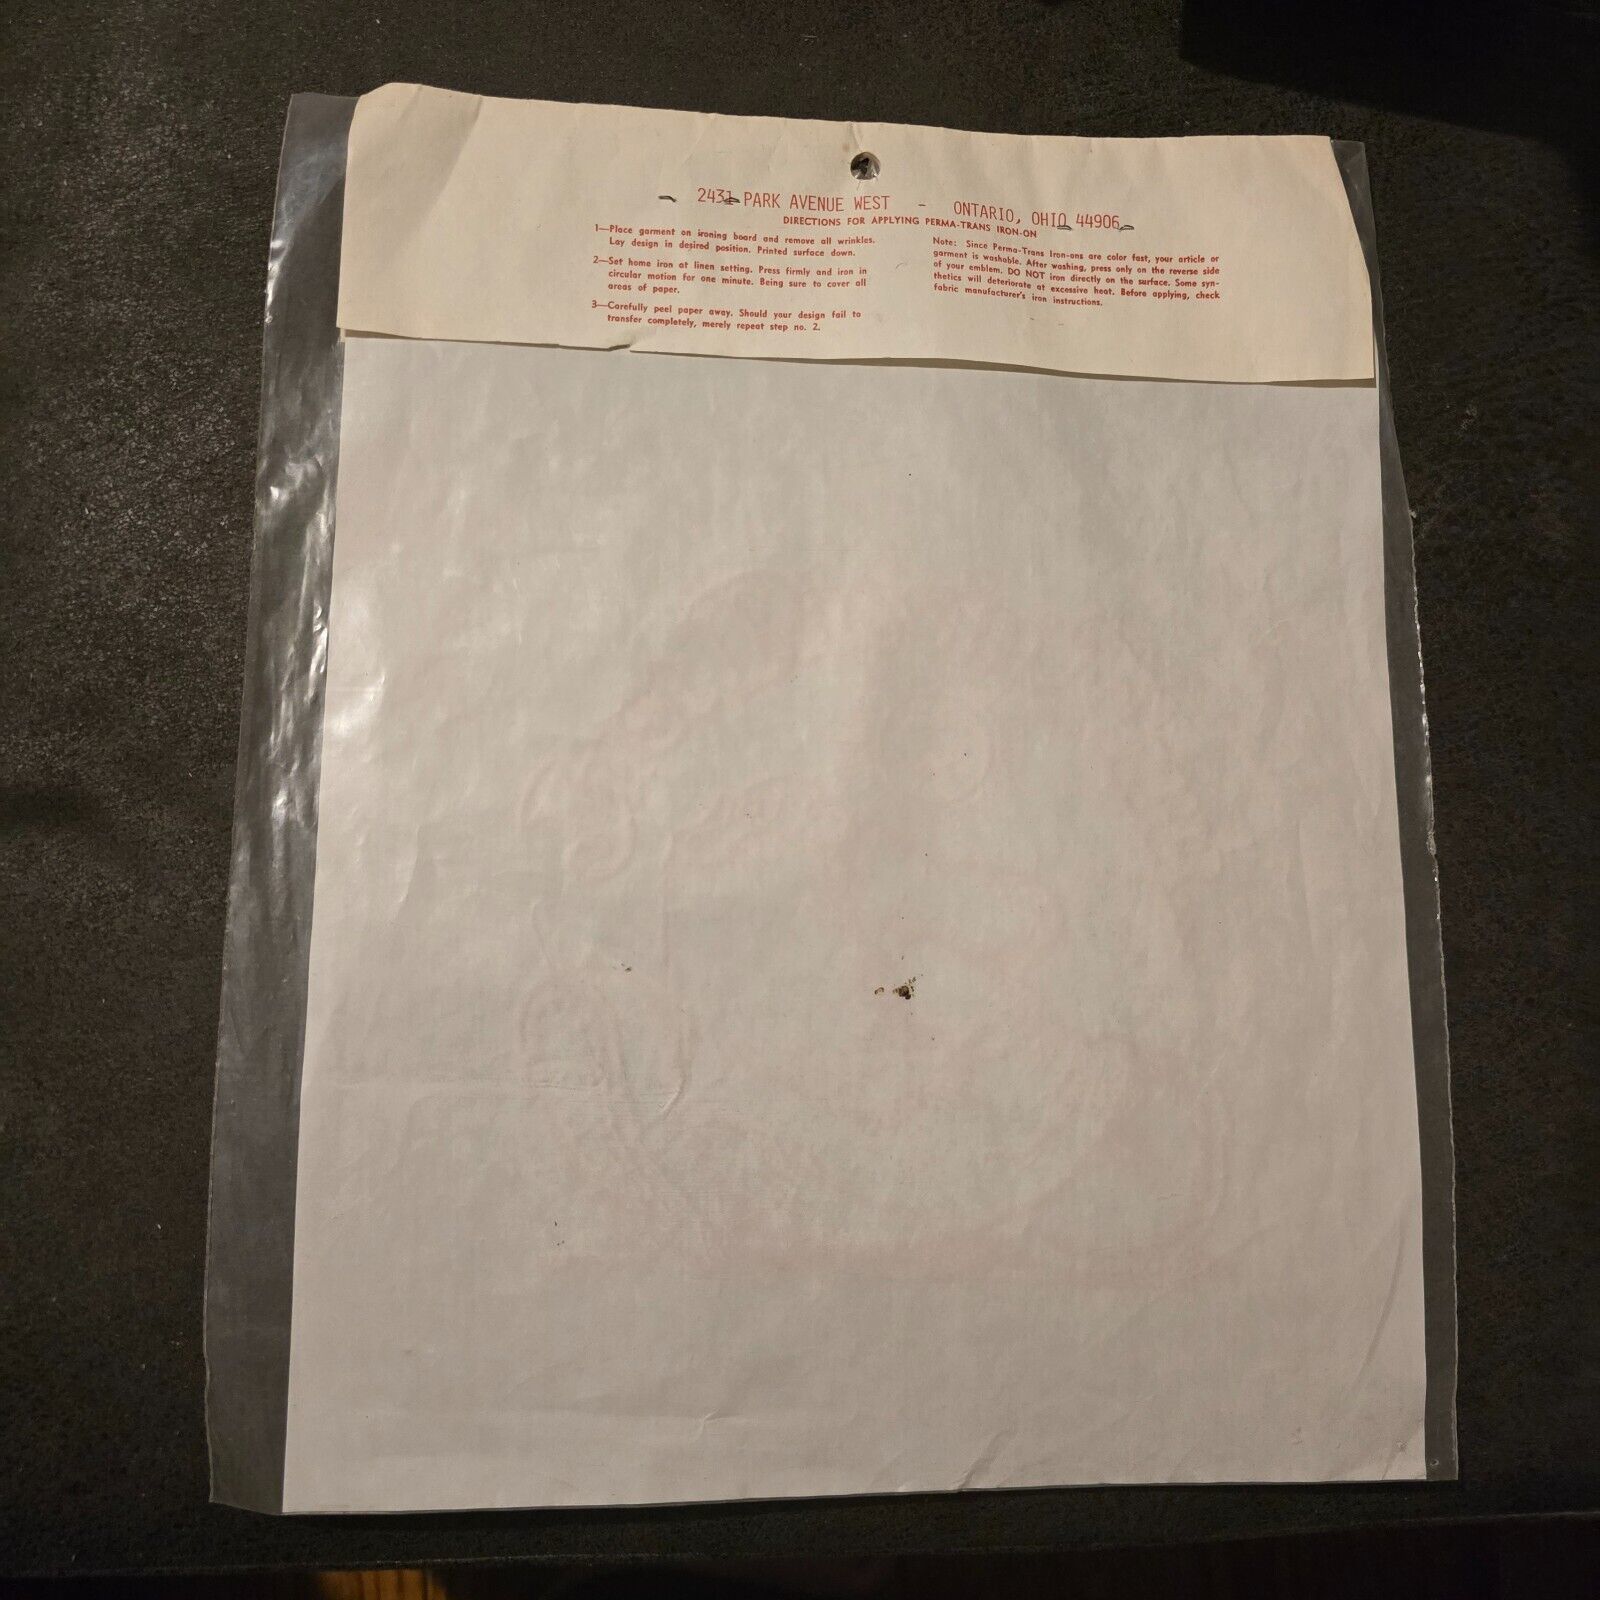 2431 PARK AVENUE WEST - ONTARIO, OHIO 44906
DIRECTIONS FOR APPLYING PERMA-TRANS IRON-ON
1—Place garment on ironing board and remove all wrinkles.
Lay design in desired position. Printed surface down.
2—Set home iron at linen setting. Press firmly and iron in
circular motion for one minute. Being sure to cover all
areas of paper.
3—Carefully peel paper away. Should your design fail to
transfer completely, merely repeat step no. 2.
Note: Since Perma-Trans Iron-ons are color fast, your article or
garment is washable. After washing, press only on the reverse side
of your emblem. DO NOT iron directly on the surface. Some syn-
thetics will deteriorate at excessive heat. Before applying, check
fabric manufacturer's iron instructions.